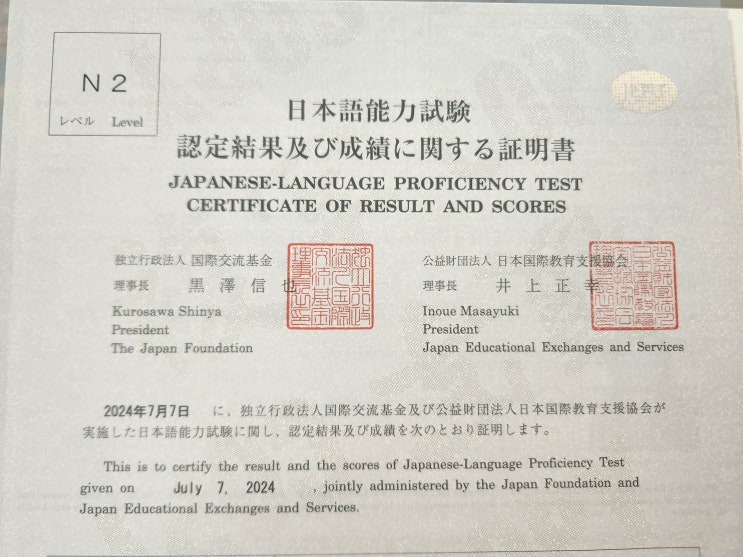 N2
レベル Level
日本語能力試験
認定結果及び成績に関する証明書
JAPANESE-LANGUAGE PROFICIENCY TEST
CERTIFICATE OF RESULT AND SCORES
独立行政法人 国際交流基金
理事長 黒澤信也
Kurosawa Shinya
President
The Japan Foundation
公益財団法人 日本国際教育支援協会
理事長 井上正幸
Inoue Masayuki
President
Japan Educational Exchanges and Services
2024年7月7日 に、独立行政法人国際交流基金及び公益財団法人日本国際教育支援協会が
実施した日本語能力試験に関し、認定結果及び成績を次のとおり証明します。
This is to certify the result and the scores of Japanese-Language Proficiency Test
given on July 7, 2024 , jointly administered by the Japan Foundation and
Japan Educational Exchanges and Services.